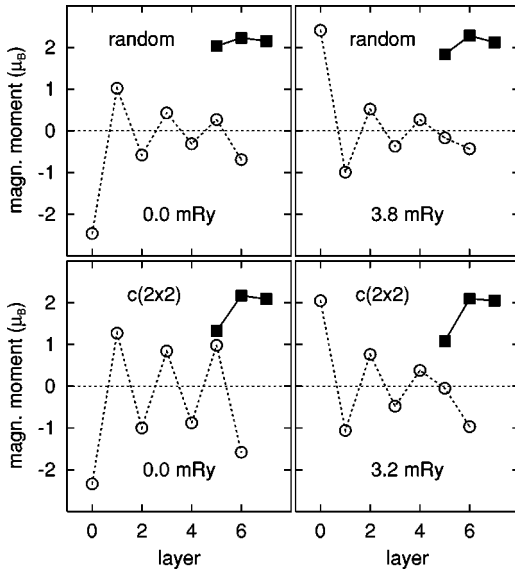 random
random
magn. moment (μB)
2
1
0
-1
-2
0.0 mRy
3.8 mRy
c(2x2)
c(2x2)
magn. moment (μB)
2
1
0
-1
-2
0.0 mRy
3.2 mRy
0 2 4 6
0 2 4 6
layer
layer